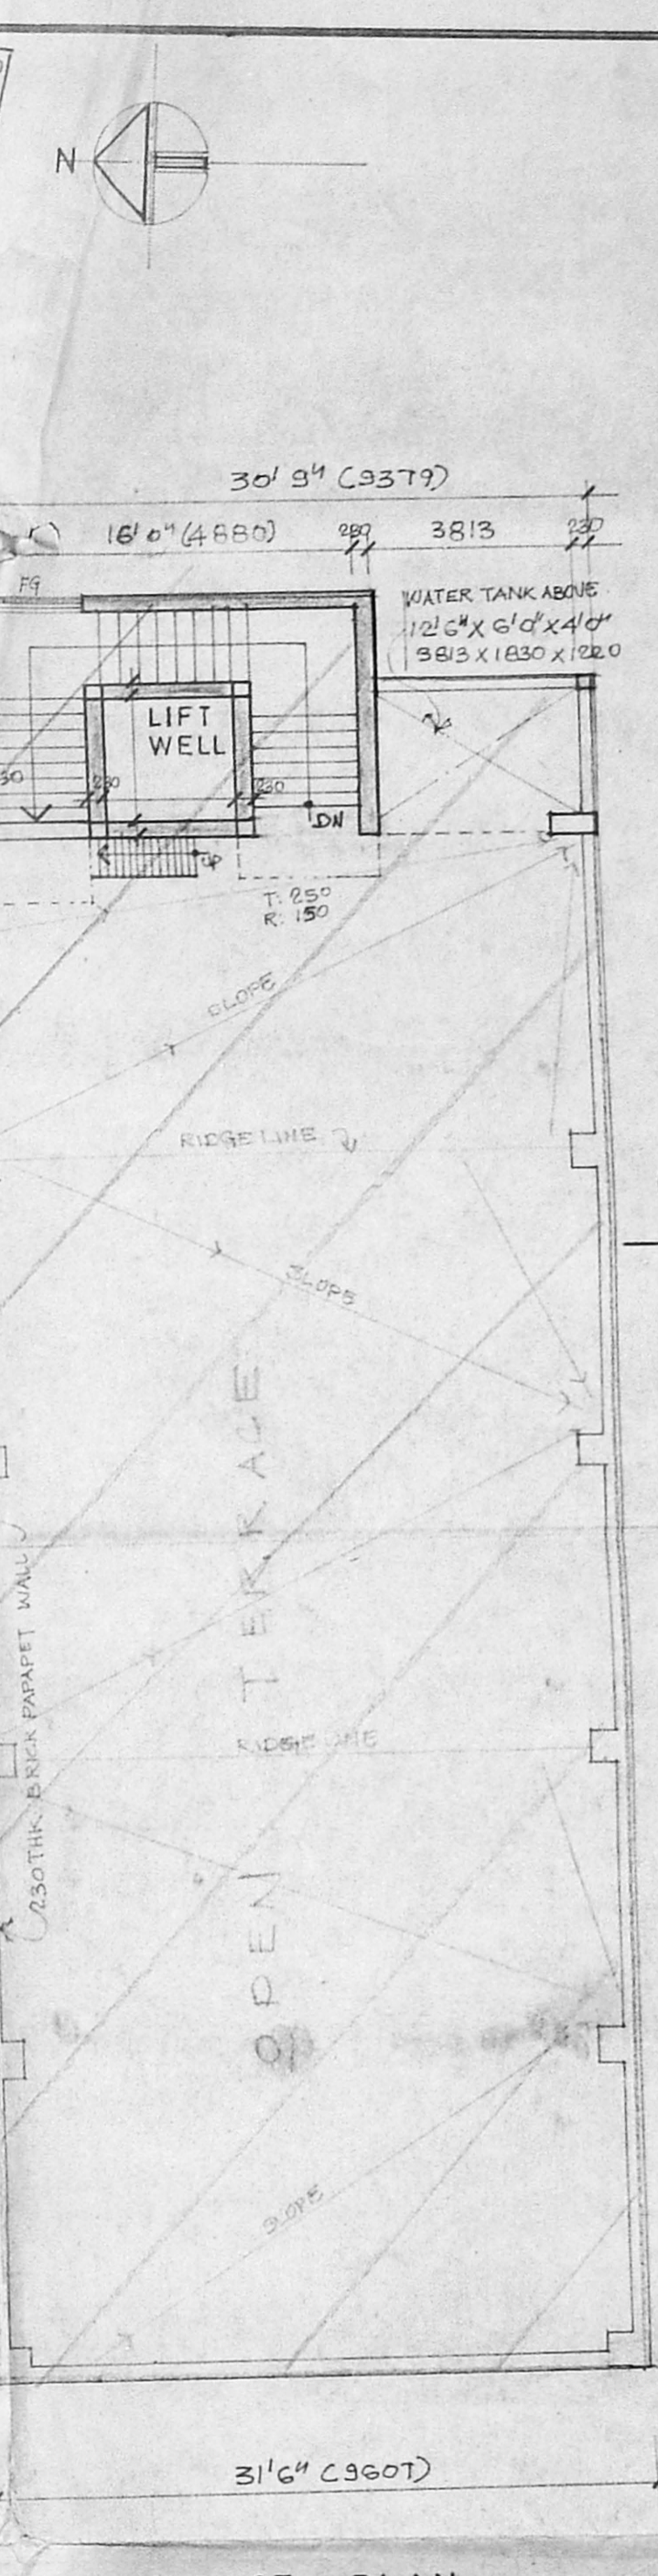 N
30' 9" (9379)
16' 0" (4880) 230 3813 230
FG
WATER TANK ABOVE
12'6" X 6'0" X 4'0"
3813 X 1830 X 1220
LIFT
WELL
230 230
DN
UP
T: 250
R: 150
SLOPE
RIDGE LINE
SLOPE
OPEN TERRACE
230 THK. BRICK PAPAPET WALL
RIDGE LINE
SLOPE
31'6" (9607)